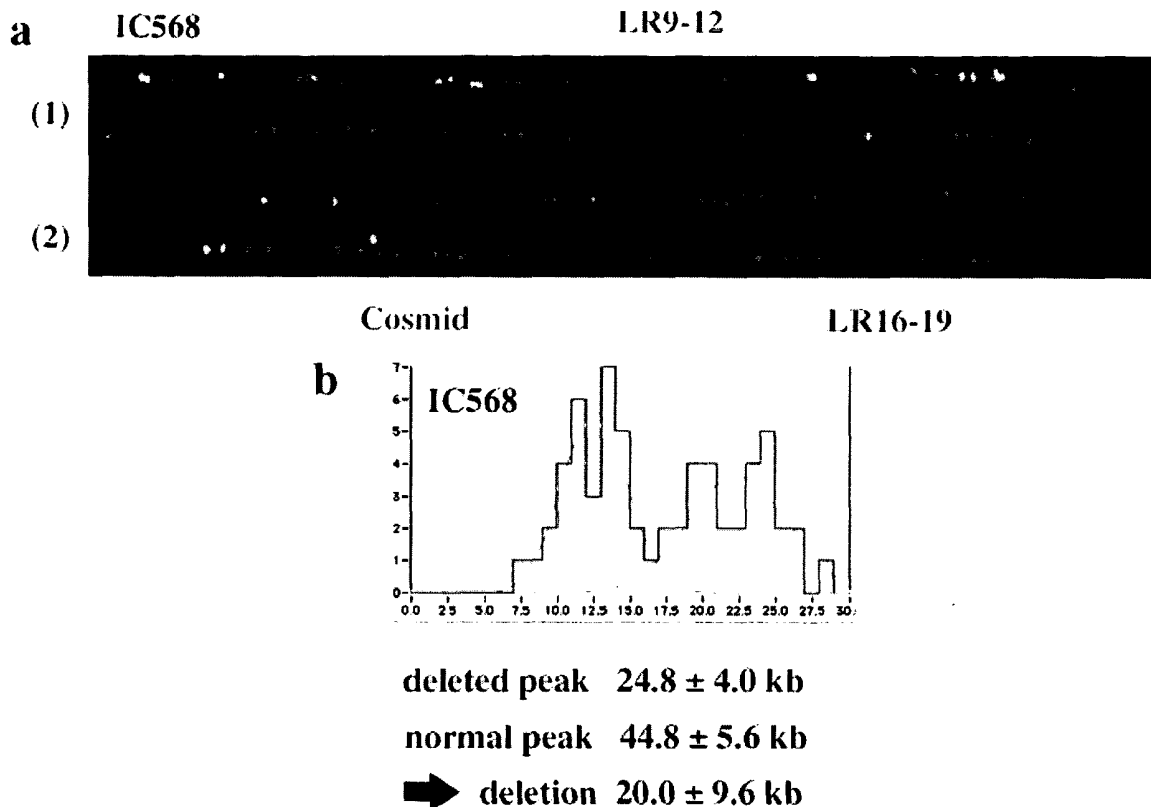 a
IC568
LR9-12
(1)
(2)
Cosmid
LR16-19
b
IC568
7
6
5
4
3
2
1
0
0.0 2.5 5.0 7.5 10.0 12.5 15.0 17.5 20.0 22.5 25.0 27.5 30.
deleted peak 24.8 ± 4.0 kb
normal peak 44.8 ± 5.6 kb
deletion 20.0 ± 9.6 kb